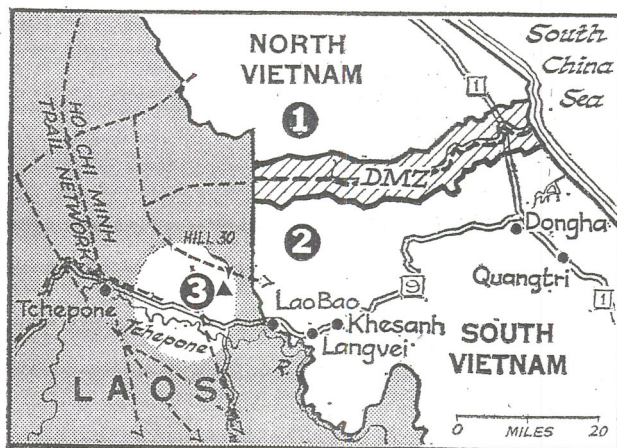 NORTH
VIETNAM
South
China
Sea
1
1
HO CHI MINH
TRAIL NETWORK
DMZ
HILL 30
2
Dongha
9
Quangtri
3
Tchepone
Tchepone
R.
LaoBao
Khesanh
Langvei
1
SOUTH
VIETNAM
LAOS
0 MILES 20